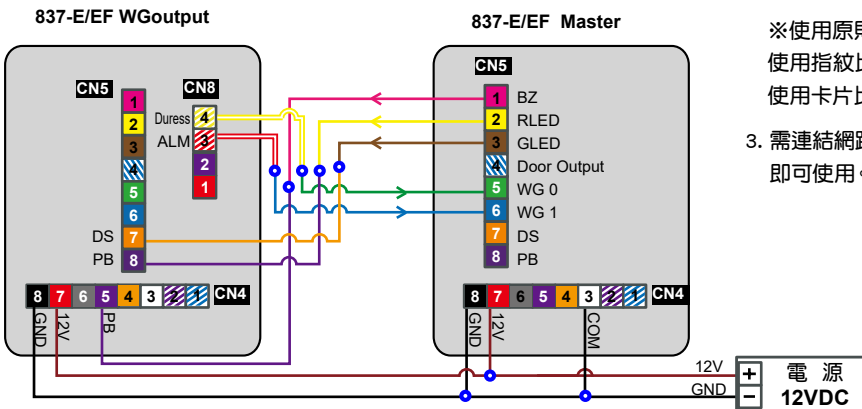 837-E/EF WGoutput
837-E/EF Master
※使用原則
使用指紋比
使用卡片比
3. 需連結網路
即可使用。
CN5
CN8
1
2
3
4
5
6
DS 7
PB 8
Duress 4
ALM 3
2
1
8 7 6 5 4 3 2 1 CN4
GND
12V
PB
CN5
1 BZ
2 RLED
3 GLED
4 Door Output
5 WG 0
6 WG 1
7 DS
8 PB
8 7 6 5 4 3 2 1 CN4
GND
12V
COM
12V + 電 源
GND − 12VDC